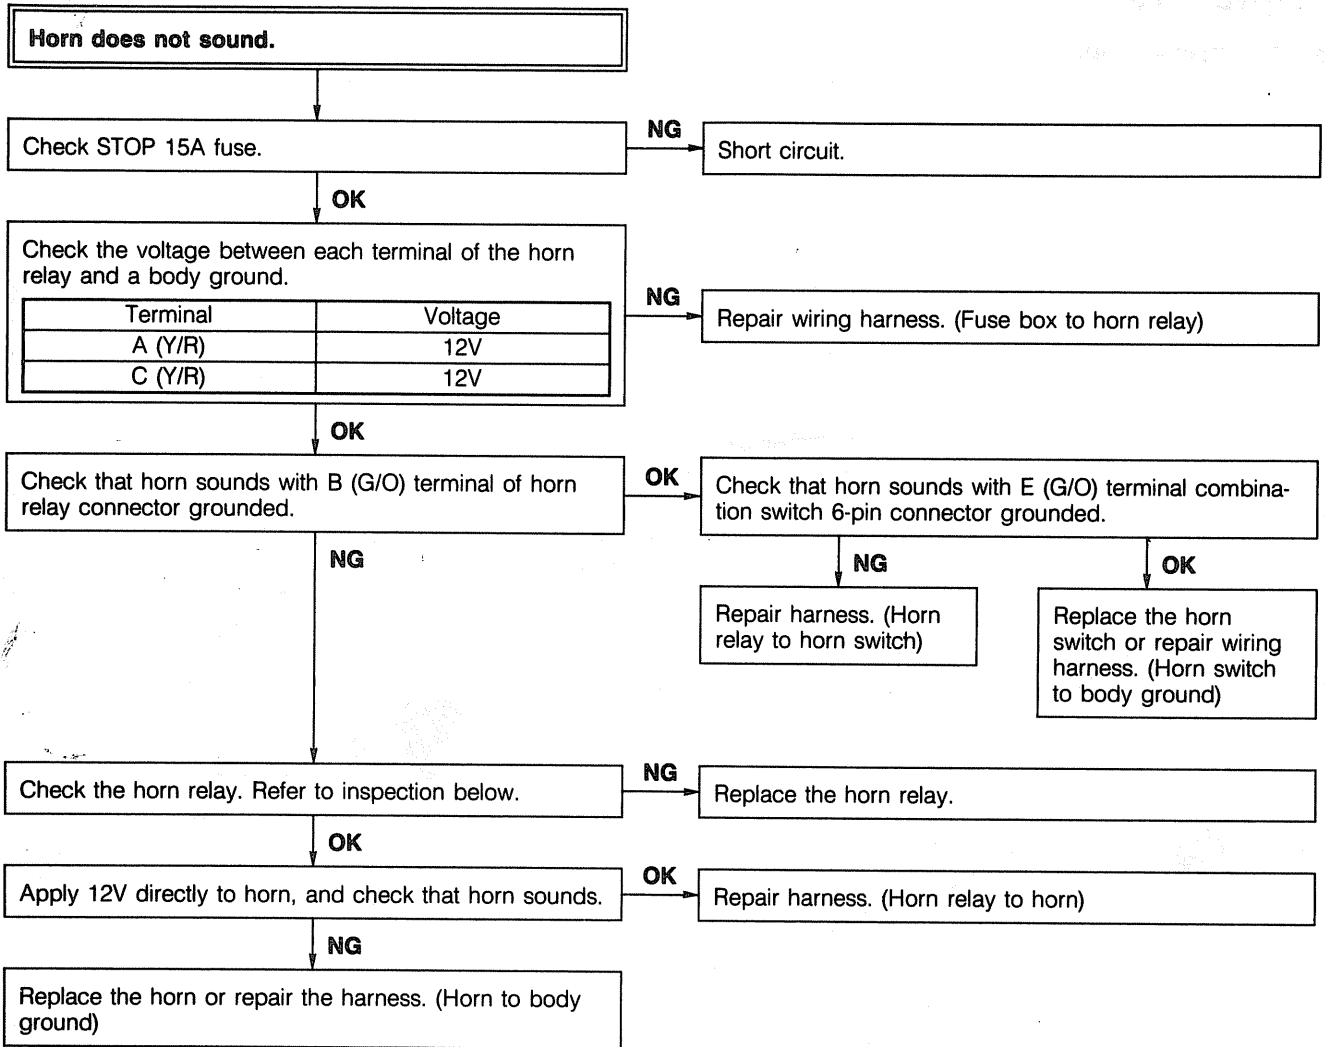 Horn does not sound.
Check STOP 15A fuse.
NG
Short circuit.
OK
Check the voltage between each terminal of the horn
relay and a body ground.
Terminal Voltage
A (Y/R) 12V
C (Y/R) 12V
NG
Repair wiring harness. (Fuse box to horn relay)
OK
Check that horn sounds with B (G/O) terminal of horn
relay connector grounded.
OK
Check that horn sounds with E (G/O) terminal combina-
tion switch 6-pin connector grounded.
NG
NG
OK
Repair harness. (Horn
relay to horn switch)
Replace the horn
switch or repair wiring
harness. (Horn switch
to body ground)
Check the horn relay. Refer to inspection below.
NG
Replace the horn relay.
OK
Apply 12V directly to horn, and check that horn sounds.
OK
Repair harness. (Horn relay to horn)
NG
Replace the horn or repair the harness. (Horn to body
ground)